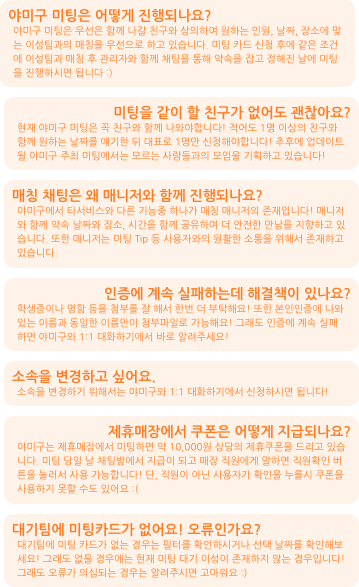 야미구 미팅은 어떻게 진행되나요?
야미구 미팅은 우선은 함께 나갈 친구와 상의하여 원하는 인원, 날짜, 장소에 맞
는 이성팀과의 매칭을 우선으로 하고 있습니다. 미팅 카드 신청 후에 같은 조건
에 이성팀과 매칭 후 관리자와 함께 채팅을 통해 약속을 잡고 정해진 날에 미팅
을 진행하시면 됩니다 :)
미팅을 같이 할 친구가 없어도 괜찮아요?
현재 야미구 미팅은 꼭 친구와 함께 나와야합니다! 적어도 1명 이상의 친구와
함께 원하는 날짜를 얘기한 뒤 대표로 1명만 신청해야합니다! 추후에 업데이트
될 야미구 주최 미팅에서는 모르는 사람들과의 모임을 기획하고 있습니다!
매칭 채팅은 왜 매니저와 함께 진행되나요?
야미구에서 타서비스와 다른 기능중 하나가 매칭 매니저의 존재입니다! 매니저
와 함께 약속 날짜와 장소, 시간을 함께 공유하여 더 안전한 만남을 지향하고 있
습니다. 또한 매니저는 미팅 Tip 등 사용자와의 원활한 소통을 위해서 존재하고
있습니다.
인증에 계속 실패하는데 해결책이 있나요?
학생증이나 명함 등을 첨부를 잘 해서 한번 더 부탁해요! 또한 본인인증에 나와
있는 이름과 동일한 이름만이 첨부파일로 가능해요! 그래도 인증에 계속 실패
하면 야미구와 1:1 대화하기에서 바로 알려주세요!
소속을 변경하고 싶어요.
소속을 변경하기 위해서는 야미구와 1:1 대화하기에서 신청하시면 됩니다!
제휴매장에서 쿠폰은 어떻게 지급되나요?
야미구는 제휴매장에서 미팅하면 약 10,000원 상당의 제휴쿠폰을 드리고 있습
니다. 미팅 당일 날 채팅방에서 지급이 되고 매장 직원에게 말하면 직원확인 버
튼을 눌러서 사용 가능합니다! 단, 직원이 아닌 사용자가 확인을 누를시 쿠폰을
사용하지 못할 수도 있어요 :(
대기팀에 미팅카드가 없어요! 오류인가요?
대기팀에 미팅 카드가 없는 경우는 필터를 확인하시거나 선택 날짜를 확인해보
세요! 그래도 없을 경우에는 현재 미팅 대기 이성이 존재하지 않는 경우입니다!
그래도 오류가 의심되는 경우는 알려주시면 고마워요 :)